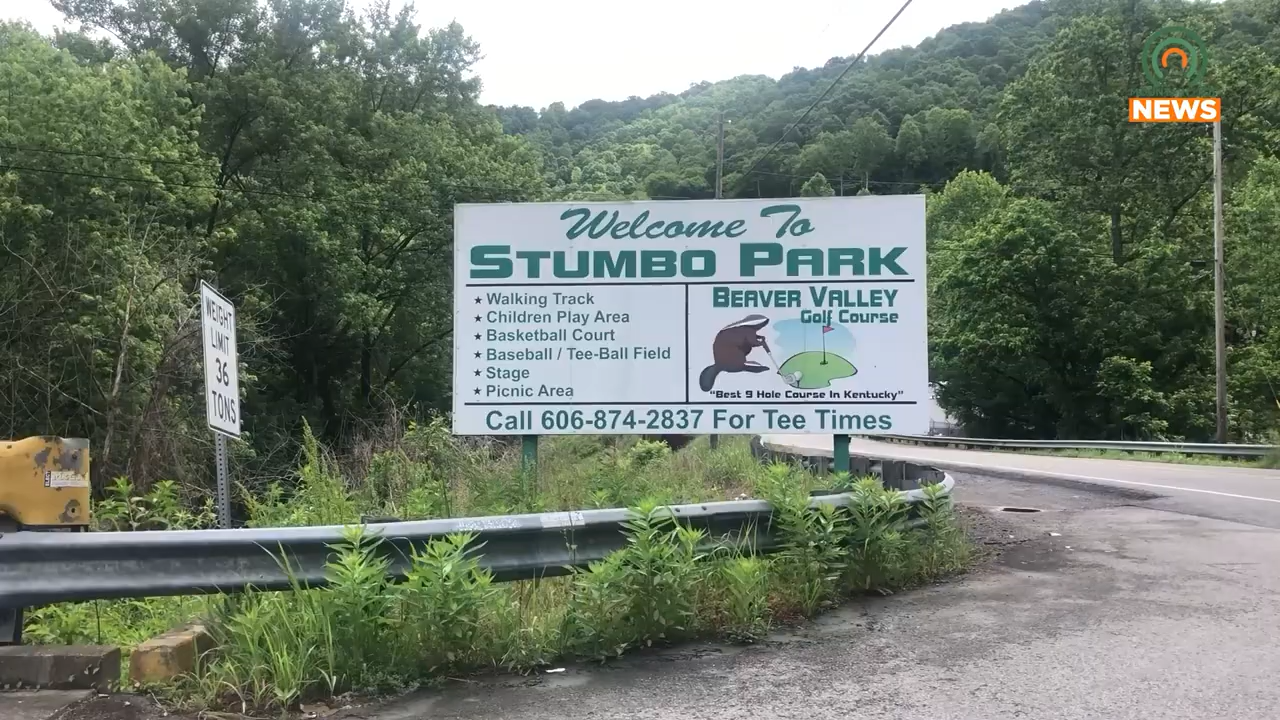 NEWS
Welcome To
STUMBO PARK
★ Walking Track
★ Children Play Area
★ Basketball Court
★ Baseball / Tee-Ball Field
★ Stage
★ Picnic Area
BEAVER VALLEY
Golf Course
"Best 9 Hole Course In Kentucky"
Call 606-874-2837 For Tee Times
WEIGHT
LIMIT
36
TONS